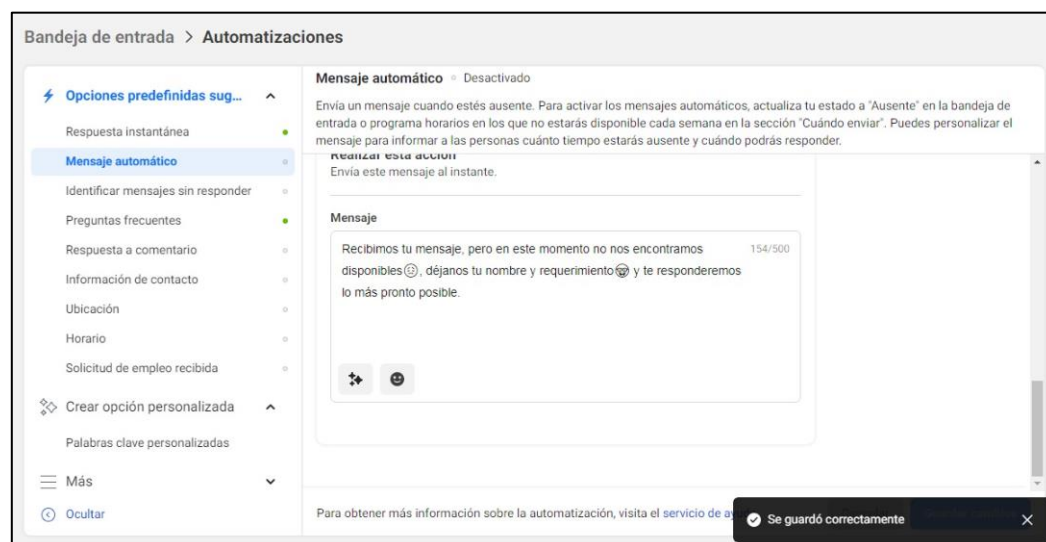 Bandeja de entrada > Automatizaciones
Opciones predefinidas sug...
Respuesta instantánea
Mensaje automático
Identificar mensajes sin responder
Preguntas frecuentes
Respuesta a comentario
Información de contacto
Ubicación
Horario
Solicitud de empleo recibida
Crear opción personalizada
Palabras clave personalizadas
Más
Ocultar
Mensaje automático Desactivado
Envía un mensaje cuando estés ausente. Para activar los mensajes automáticos, actualiza tu estado a "Ausente" en la bandeja de
entrada o programa horarios en los que no estarás disponible cada semana en la sección "Cuándo enviar". Puedes personalizar el
mensaje para informar a las personas cuánto tiempo estarás ausente y cuándo podrás responder.
Realizar esta acción
Envía este mensaje al instante.
Mensaje
Recibimos tu mensaje, pero en este momento no nos encontramos 154/500
disponibles, déjanos tu nombre y requerimiento y te responderemos
lo más pronto posible.
Para obtener más información sobre la automatización, visita el servicio de
Se guardó correctamente